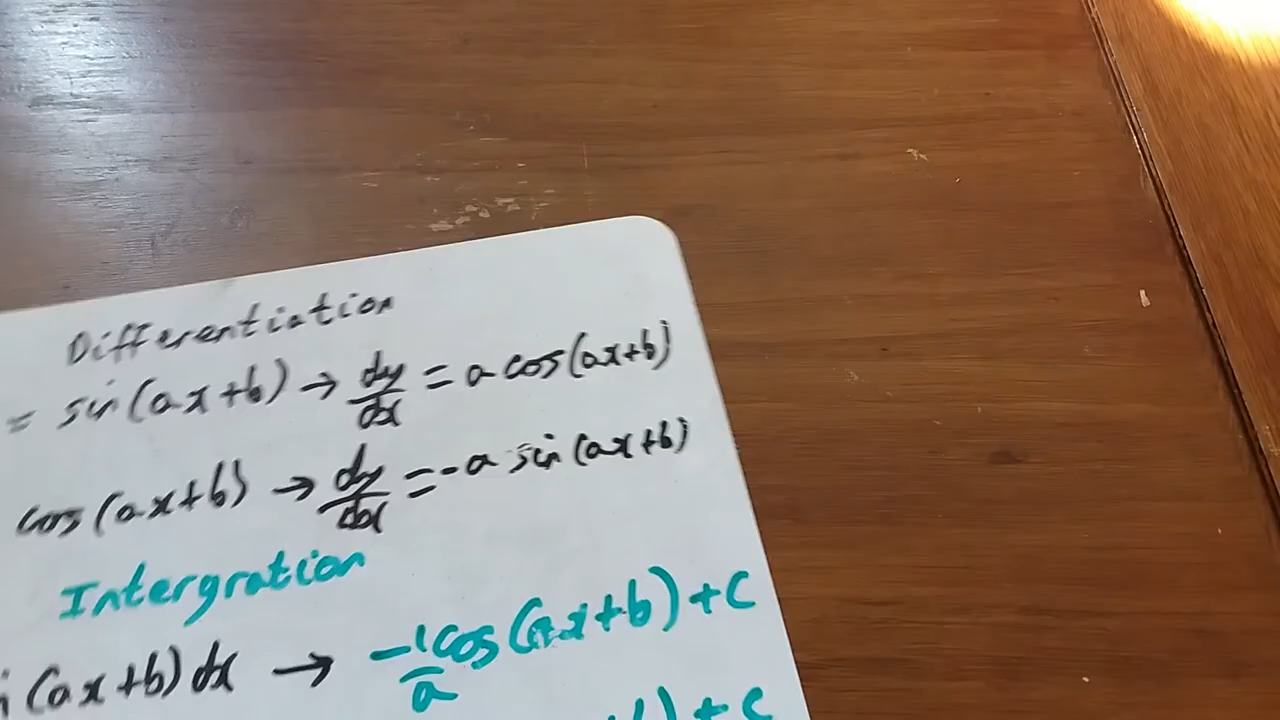 Differentiation
= sin(ax+b) → dy/dx = a cos(ax+b)
cos(ax+b) → dy/dx = -a sin(ax+b)
Intergration
(ax+b) dx → -1/a cos(ax+b) + C
) + C